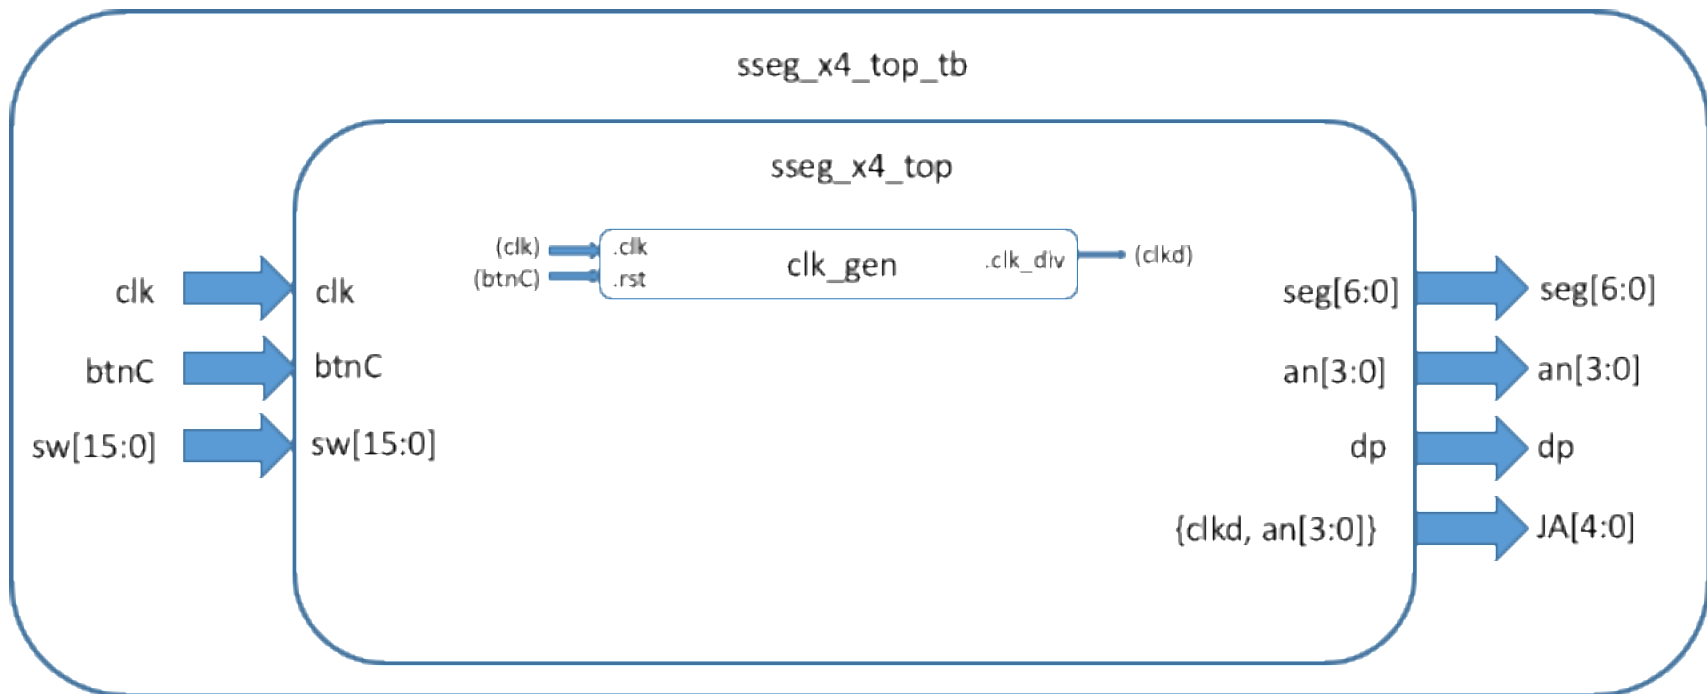 sseg_x4_top_tb
sseg_x4_top
(clk)
.clk
(btnC)
.rst
clk_gen
.clk_div
(clkd)
clk
clk
btnC
btnC
sw[15:0]
sw[15:0]
seg[6:0]
seg[6:0]
an[3:0]
an[3:0]
dp
dp
{clkd, an[3:0]}
JA[4:0]